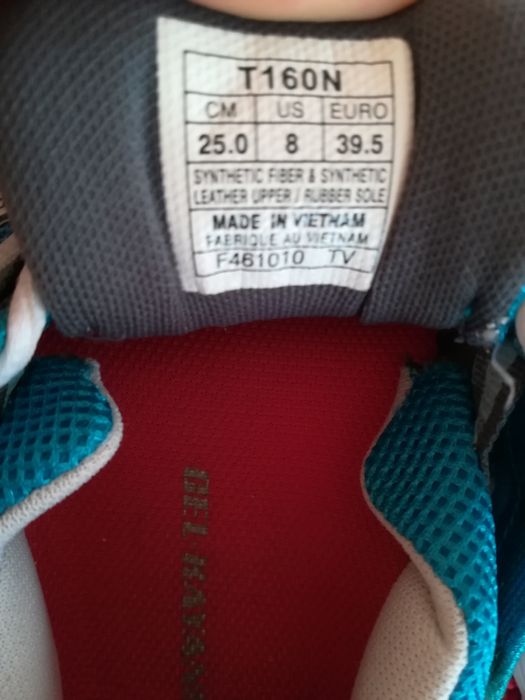 T160N
CM US EURO
25.0 8 39.5
SYNTHETIC FIBER & SYNTHETIC
LEATHER UPPER / RUBBER SOLE
MADE IN VIETNAM
FABRIQUE AU VIETNAM
F461010 TV